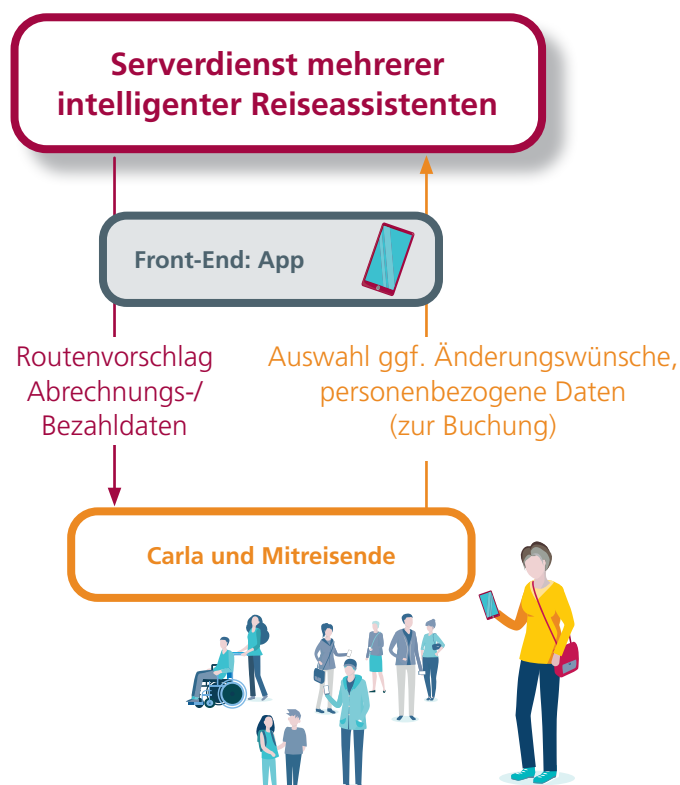 Serverdienst mehrerer
intelligenter Reiseassistenten
Front-End: App
Routenvorschlag
Abrechnungs-/
Bezahldaten
Auswahl ggf. Änderungswünsche,
personenbezogene Daten
(zur Buchung)
Carla und Mitreisende